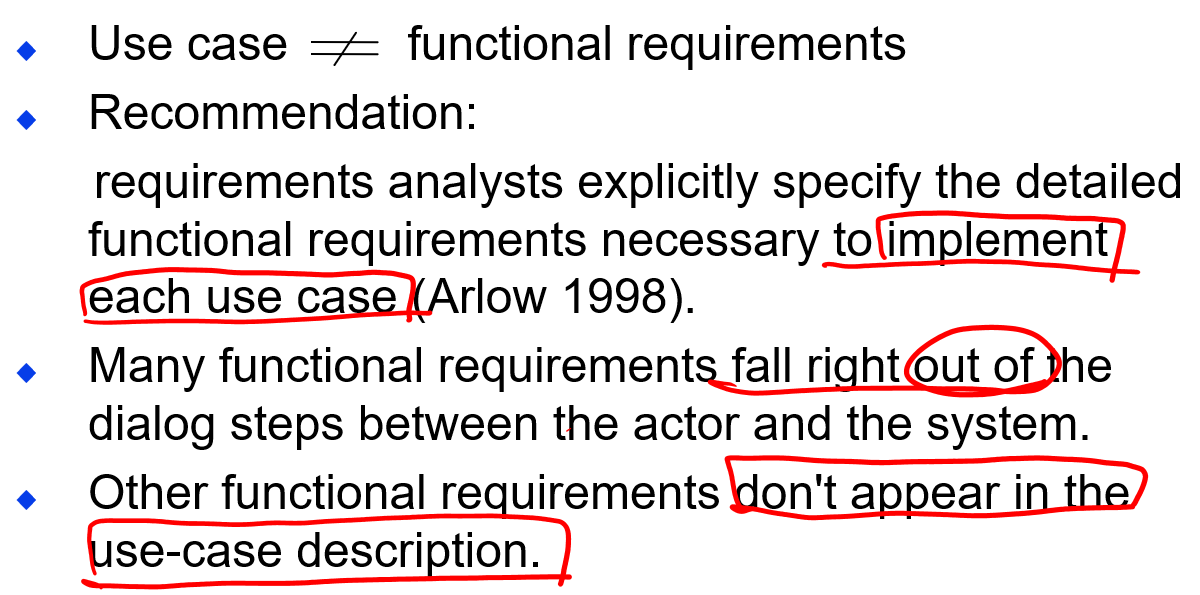 Use case ≠ functional requirements
Recommendation:
requirements analysts explicitly specify the detailed
functional requirements necessary to implement
each use case (Arlow 1998).
Many functional requirements fall right out of the
dialog steps between the actor and the system.
Other functional requirements don't appear in the
use-case description.